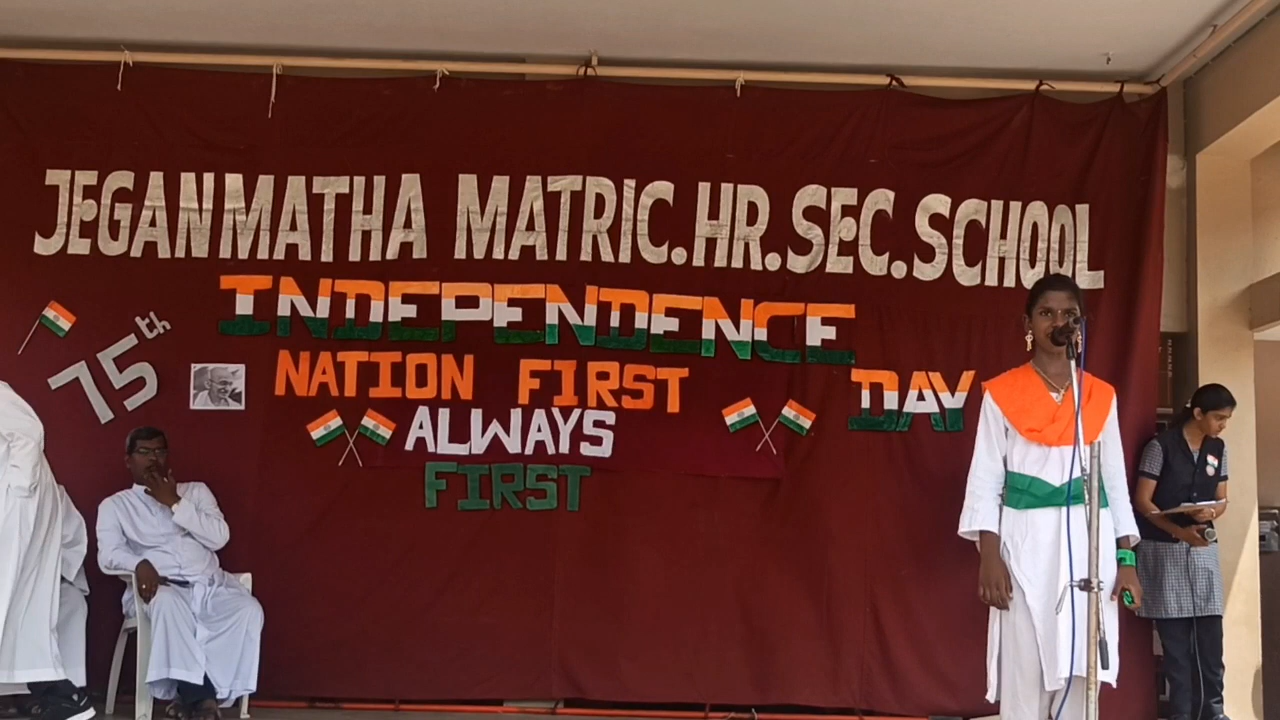 JEGANMATHA MATRIC.HR.SEC.SCHOOL
75th INDEPENDENCE DAY
NATION FIRST
ALWAYS
FIRST